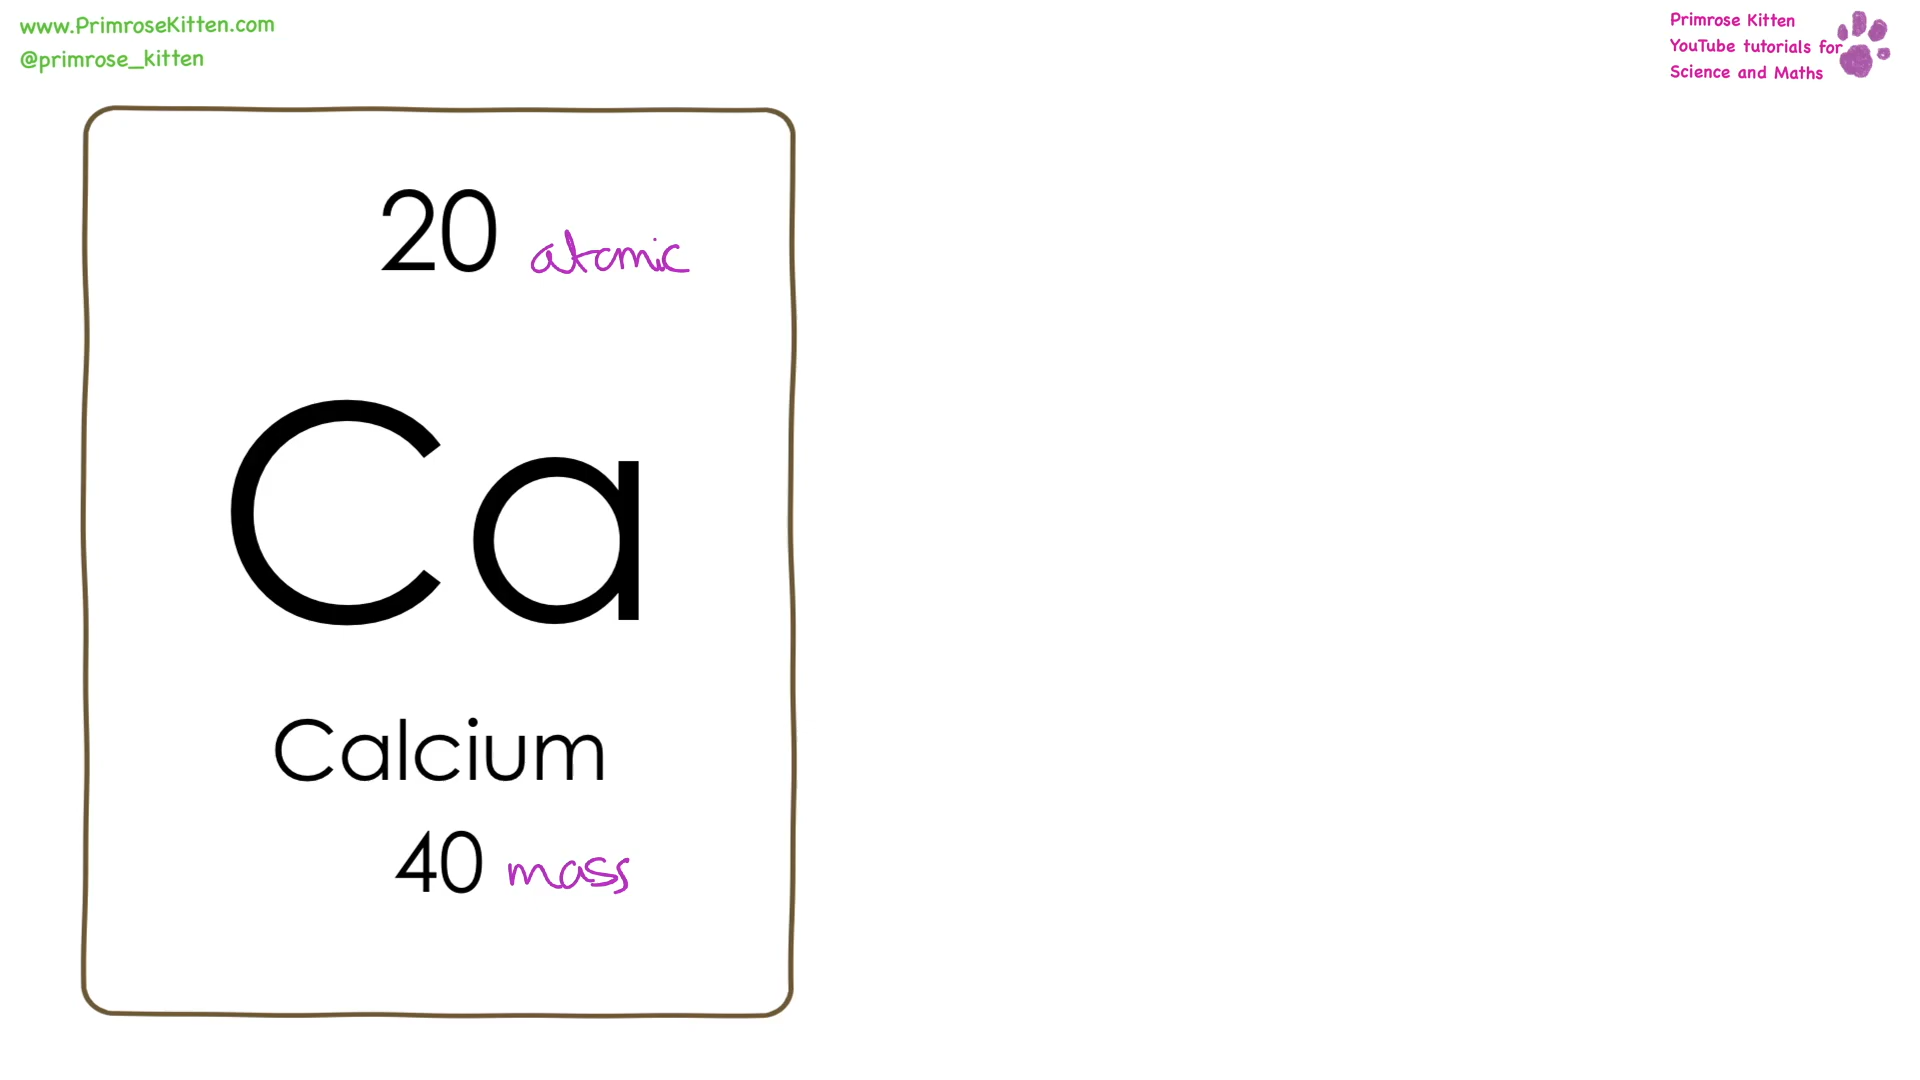 www.PrimroseKitten.com
@primrose_kitten
Primrose Kitten
YouTube tutorials for
Science and Maths
20 atomic
Ca
Calcium
40 mass